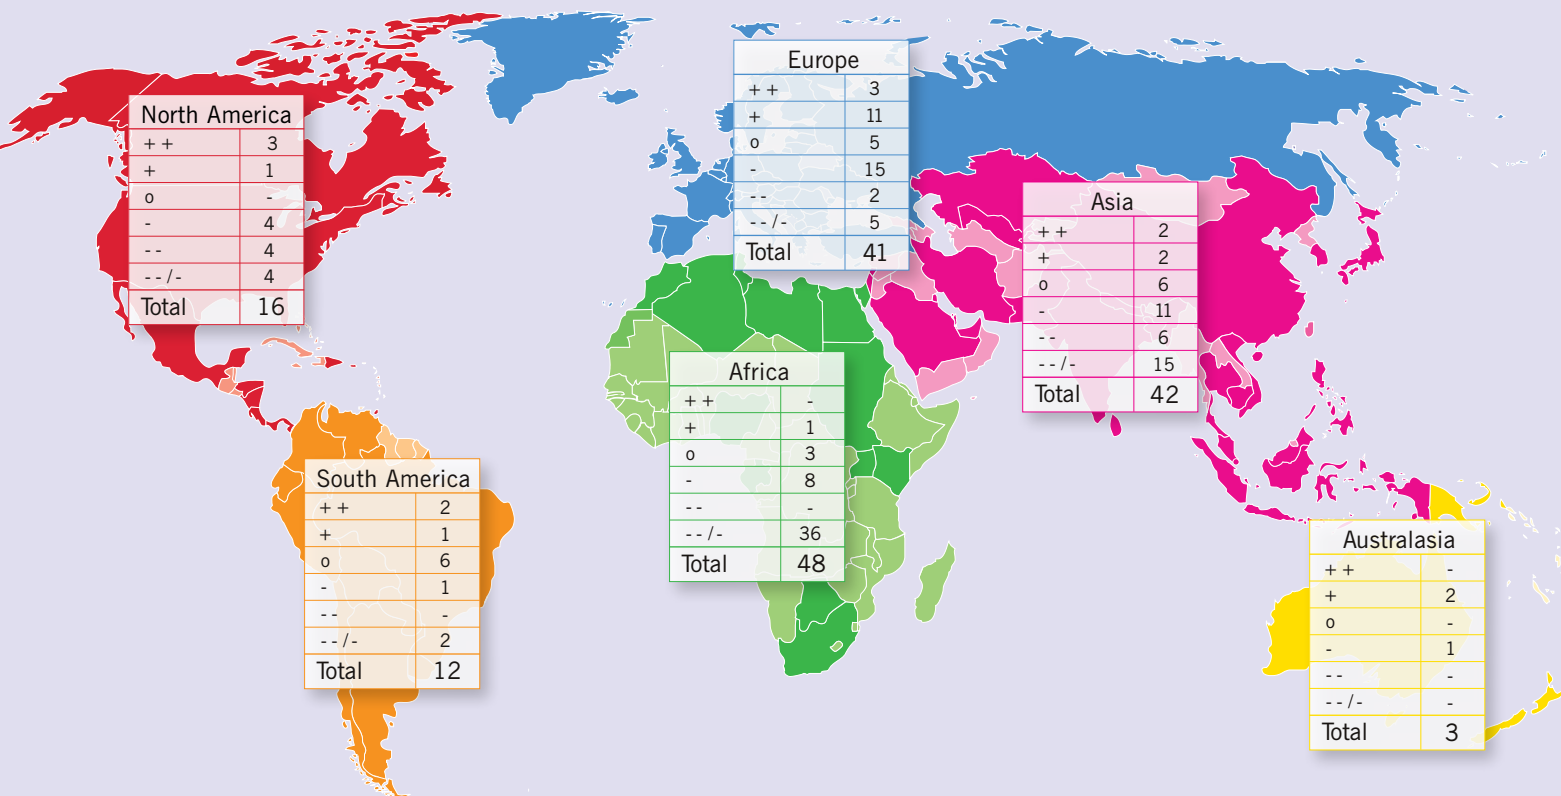 North America
++ 3
+ 1
o -
- 4
-- 4
--/- 4
Total 16
Europe
++ 3
+ 11
o 5
- 15
-- 2
--/- 5
Total 41
Asia
++ 2
+ 2
o 6
- 11
-- 6
--/- 15
Total 42
Africa
++ -
+ 1
o 3
- 8
-- -
--/- 36
Total 48
South America
++ 2
+ 1
o 6
- 1
-- -
--/- 2
Total 12
Australasia
++ -
+ 2
o -
- 1
-- -
--/- -
Total 3